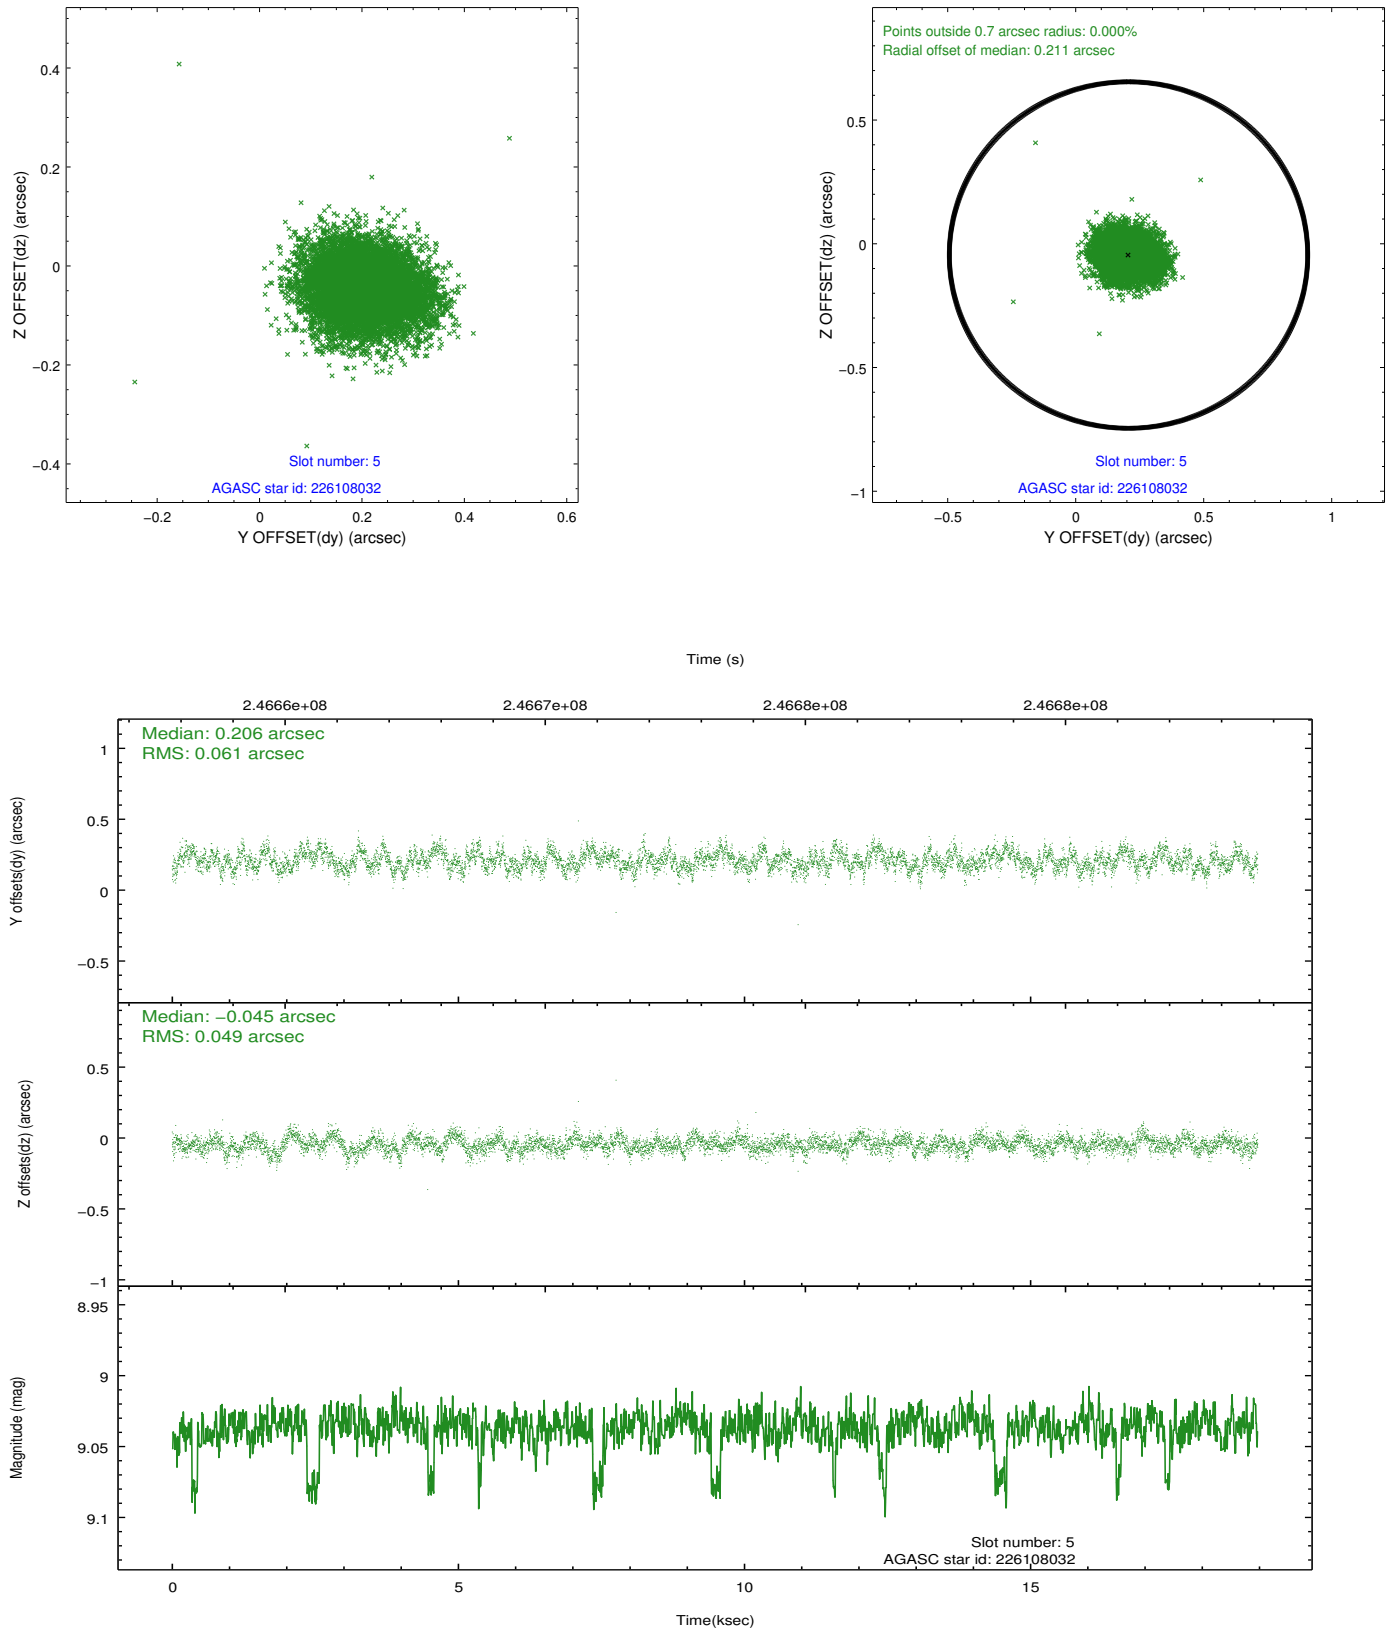 0.4
0.2
0
−0.2
−0.4
Z OFFSET(dz) (arcsec)
Slot number: 5
AGASC star id: 226108032
−0.2 0 0.2 0.4 0.6
Y OFFSET(dy) (arcsec)
Points outside 0.7 arcsec radius: 0.000%
Radial offset of median: 0.211 arcsec
0.5
0
−0.5
−1
Z OFFSET(dz) (arcsec)
Slot number: 5
AGASC star id: 226108032
−0.5 0 0.5 1
Y OFFSET(dy) (arcsec)
Time (s)
2.4666e+08 2.4667e+08 2.4668e+08 2.4668e+08
Median: 0.206 arcsec
RMS: 0.061 arcsec
1
0.5
0
−0.5
Y offsets(dy) (arcsec)
Median: −0.045 arcsec
RMS: 0.049 arcsec
0.5
0
−0.5
−1
Z offsets(dz) (arcsec)
8.95
9
9.05
9.1
Magnitude (mag)
Slot number: 5
AGASC star id: 226108032
0 5 10 15
Time(ksec)